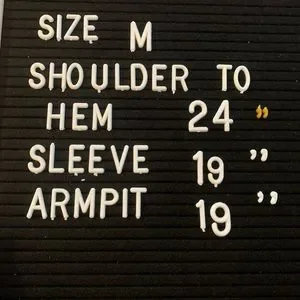 SIZE M
SHOULDER TO
HEM 24 "
SLEEVE 19 "
ARMPIT 19 "